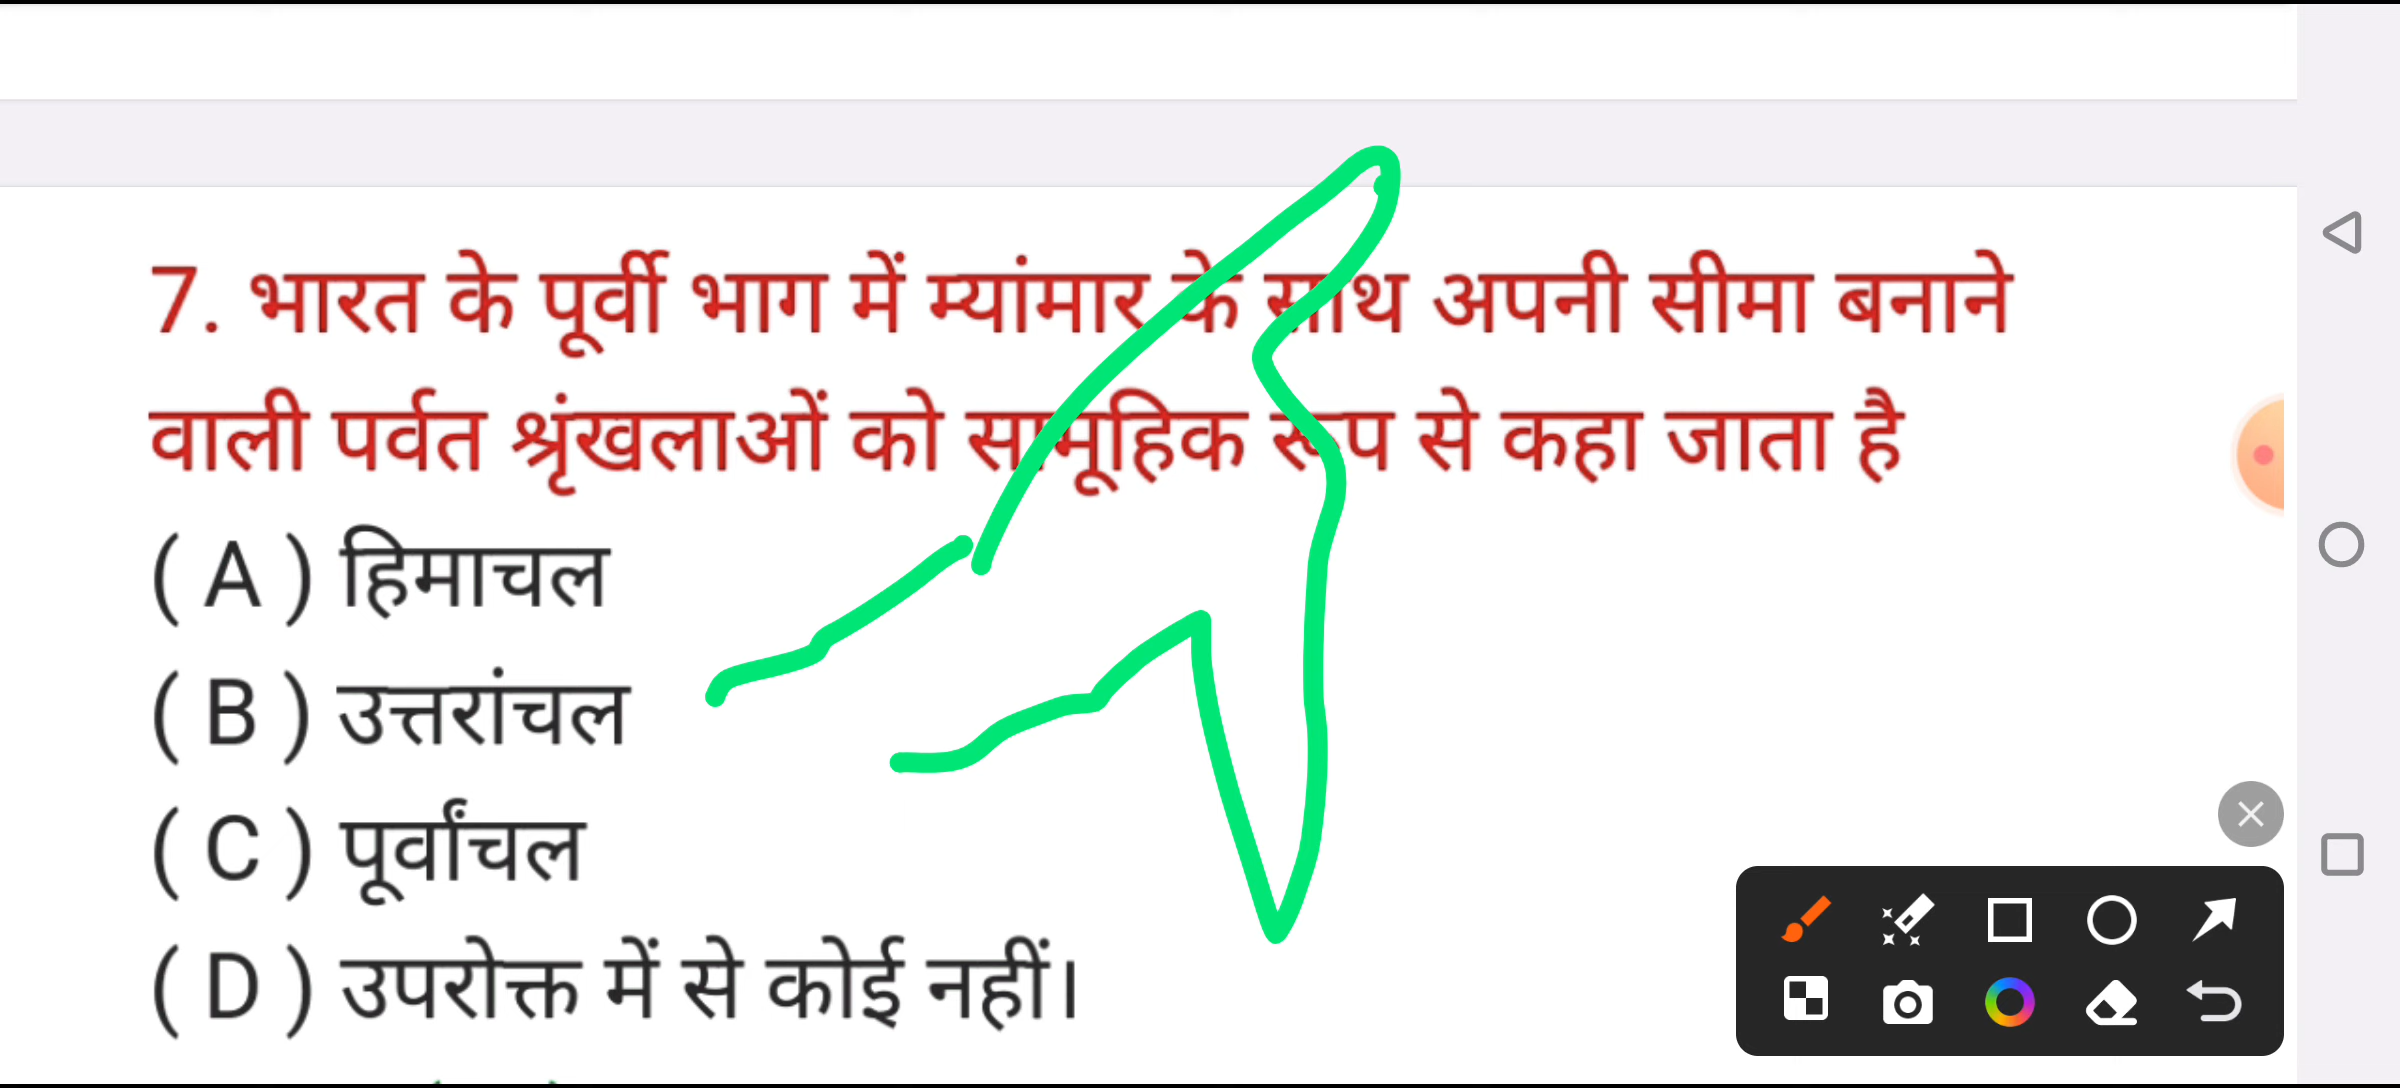 7. भारत के पूर्वी भाग में म्यांमार के साथ अपनी सीमा बनाने
वाली पर्वत श्रृंखलाओं को सामूहिक रूप से कहा जाता है
( A ) हिमाचल
( B ) उत्तरांचल
( C ) पूर्वांचल
( D ) उपरोक्त में से कोई नहीं।